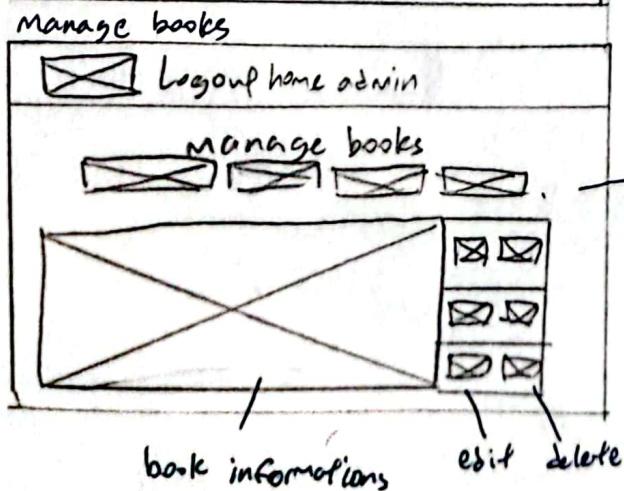 Manage books
Logout home admin
Manage books
book informations
edit delete